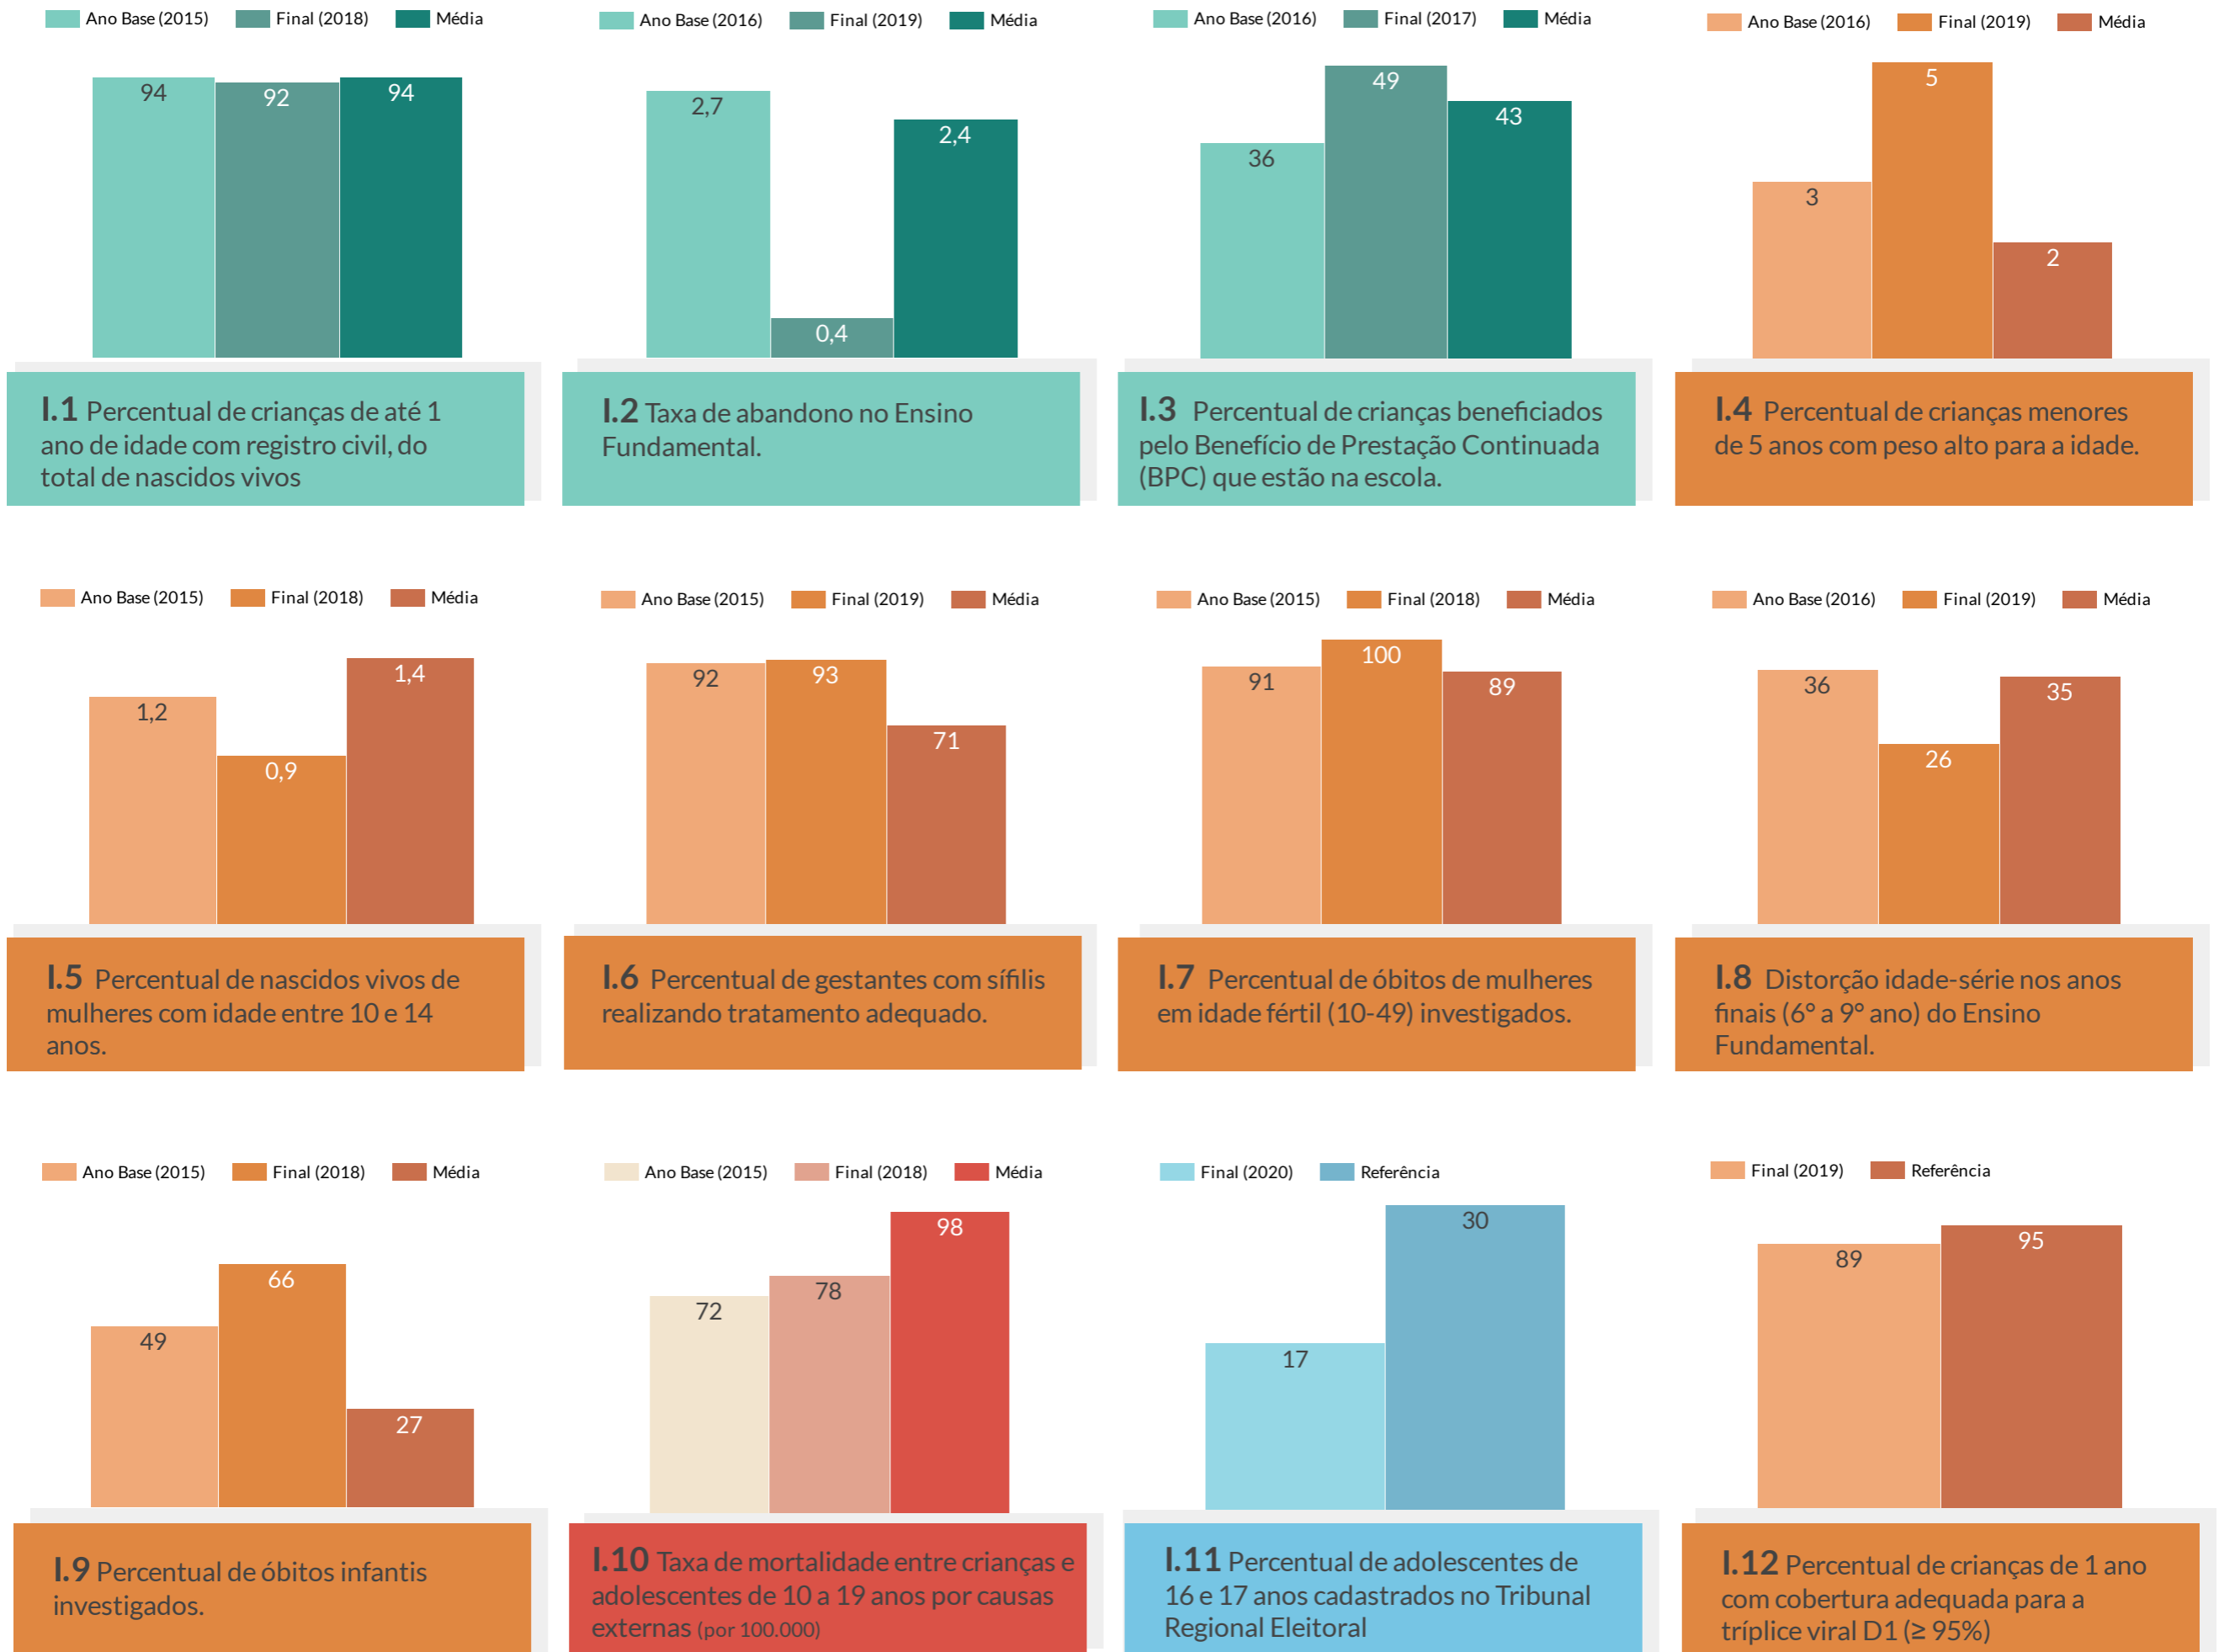 Ano Base (2015) Final (2018) Média
94
92
94
I.1 Percentual de crianças de até 1
ano de idade com registro civil, do
total de nascidos vivos
Ano Base (2016) Final (2019) Média
2,7
0,4
2,4
I.2 Taxa de abandono no Ensino
Fundamental.
Ano Base (2016) Final (2017) Média
36
49
43
I.3 Percentual de crianças beneficiados
pelo Benefício de Prestação Continuada
(BPC) que estão na escola.
Ano Base (2016) Final (2019) Média
3
5
2
I.4 Percentual de crianças menores
de 5 anos com peso alto para a idade.
Ano Base (2015) Final (2018) Média
1,2
0,9
1,4
I.5 Percentual de nascidos vivos de
mulheres com idade entre 10 e 14
anos.
Ano Base (2015) Final (2019) Média
92
93
71
I.6 Percentual de gestantes com sífilis
realizando tratamento adequado.
Ano Base (2015) Final (2018) Média
91
100
89
I.7 Percentual de óbitos de mulheres
em idade fértil (10-49) investigados.
Ano Base (2016) Final (2019) Média
36
26
35
I.8 Distorção idade-série nos anos
finais (6° a 9° ano) do Ensino
Fundamental.
Ano Base (2015) Final (2018) Média
49
66
27
I.9 Percentual de óbitos infantis
investigados.
Ano Base (2015) Final (2018) Média
72
78
98
I.10 Taxa de mortalidade entre crianças e
adolescentes de 10 a 19 anos por causas
externas (por 100.000)
Final (2020) Referência
17
30
I.11 Percentual de adolescentes de
16 e 17 anos cadastrados no Tribunal
Regional Eleitoral
Final (2019) Referência
89
95
I.12 Percentual de crianças de 1 ano
com cobertura adequada para a
tríplice viral D1 (≥ 95%)